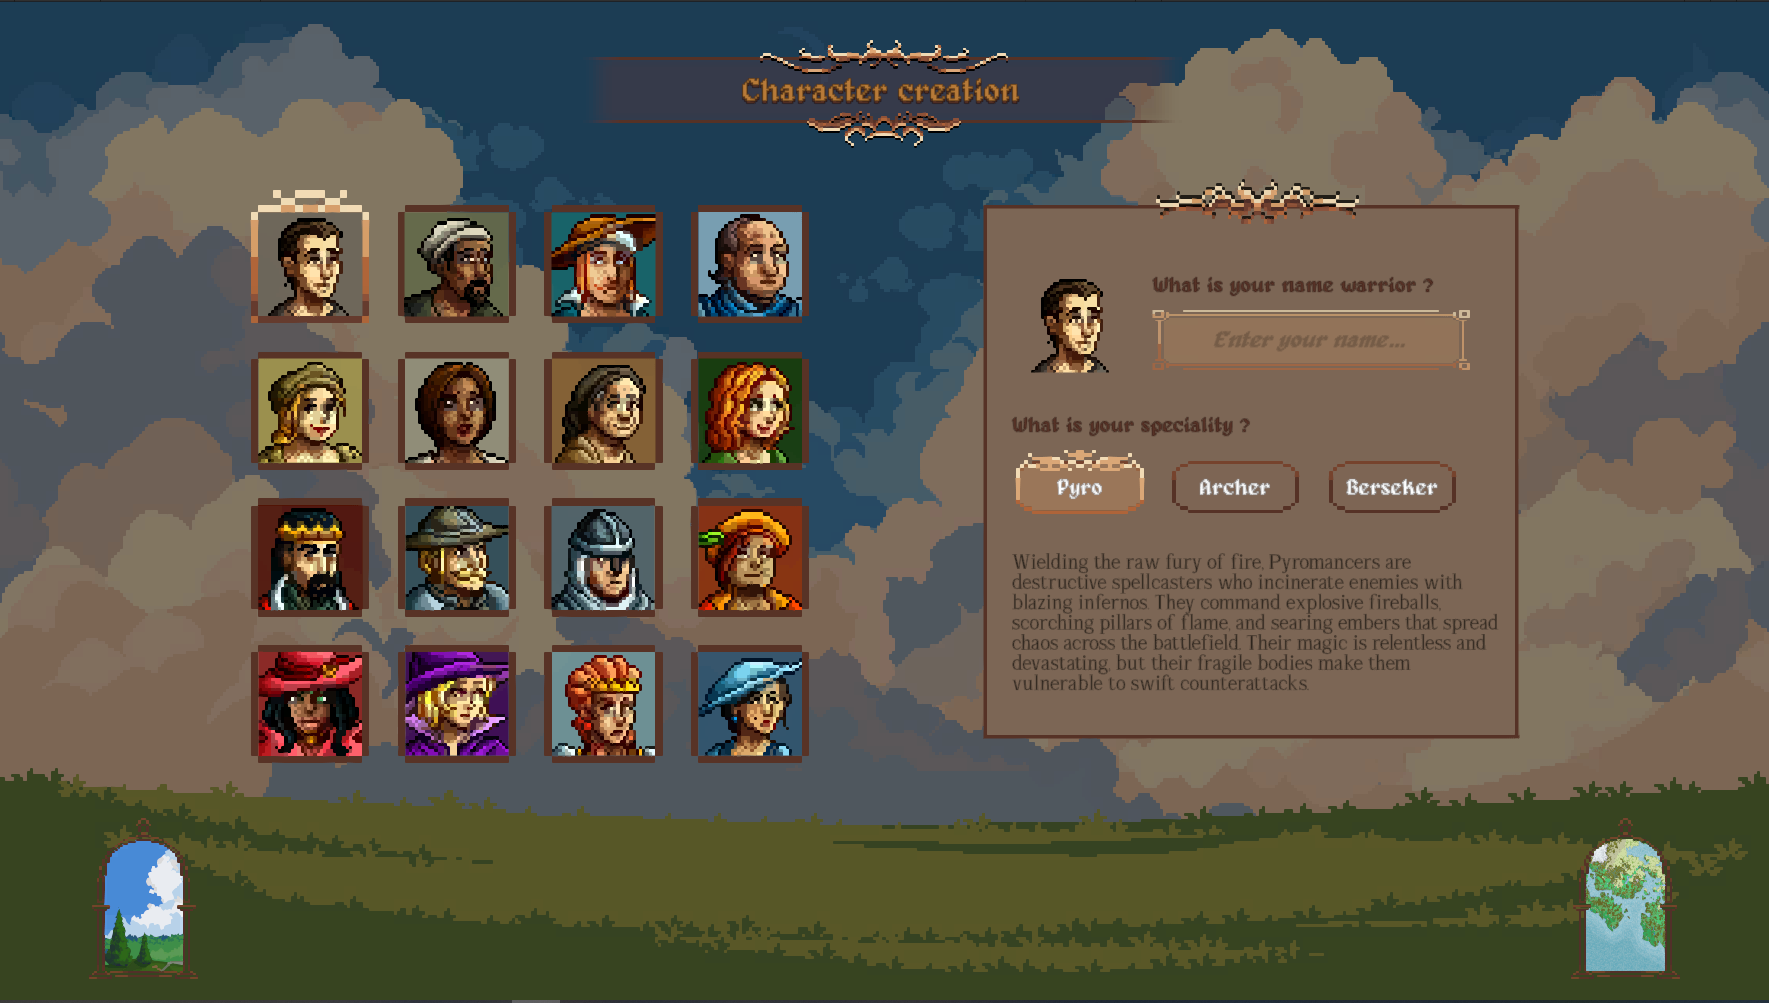 Character creation
What is your name warrior ?
Enter your name...
What is your speciality ?
Pyro
Archer
Berseker
Wielding the raw fury of fire, Pyromancers are
destructive spellcasters who incinerate enemies with
blazing infernos. They command explosive fireballs,
scorching pillars of flame, and searing embers that spread
chaos across the battlefield. Their magic is relentless and
devastating, but their fragile bodies make them
vulnerable to swift counterattacks.